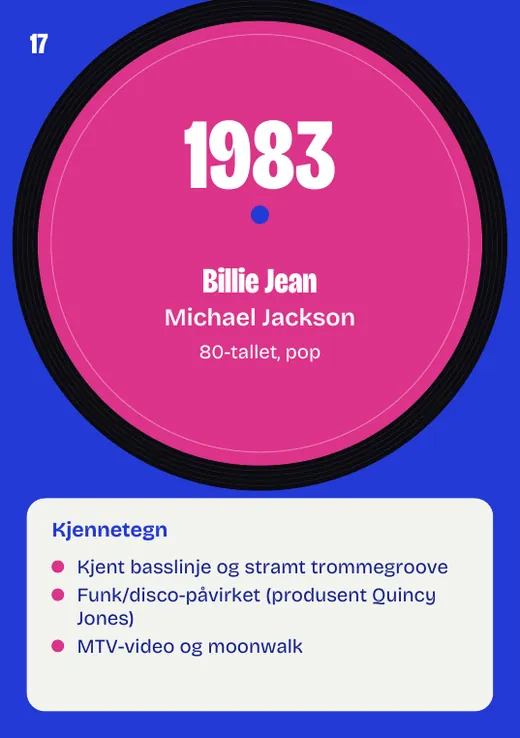 17
1983
Billie Jean
Michael Jackson
80-tallet, pop
Kjennetegn
Kjent basslinje og stramt trommegroove
Funk/disco-påvirket (produsent Quincy
Jones)
MTV-video og moonwalk